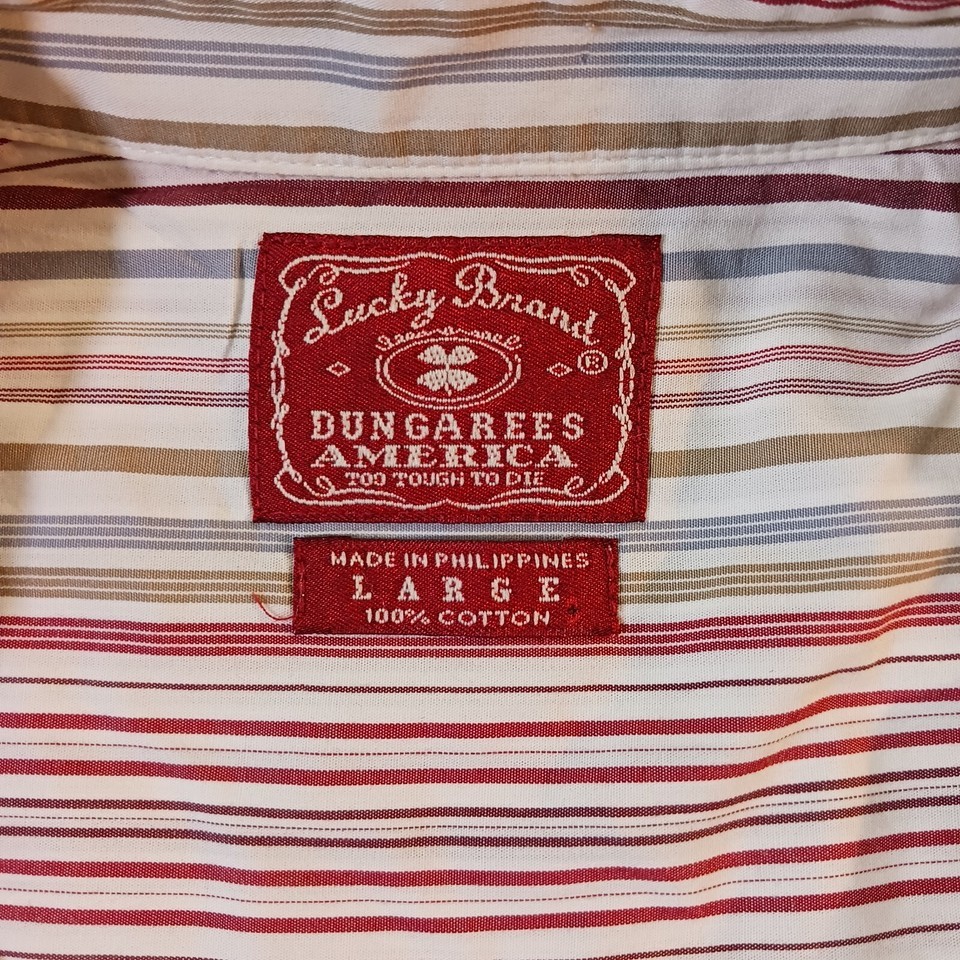 Lucky Brand
®
DUNGAREES
AMERICA
TOO TOUGH TO DIE
MADE IN PHILIPPINES
LARGE
100% COTTON